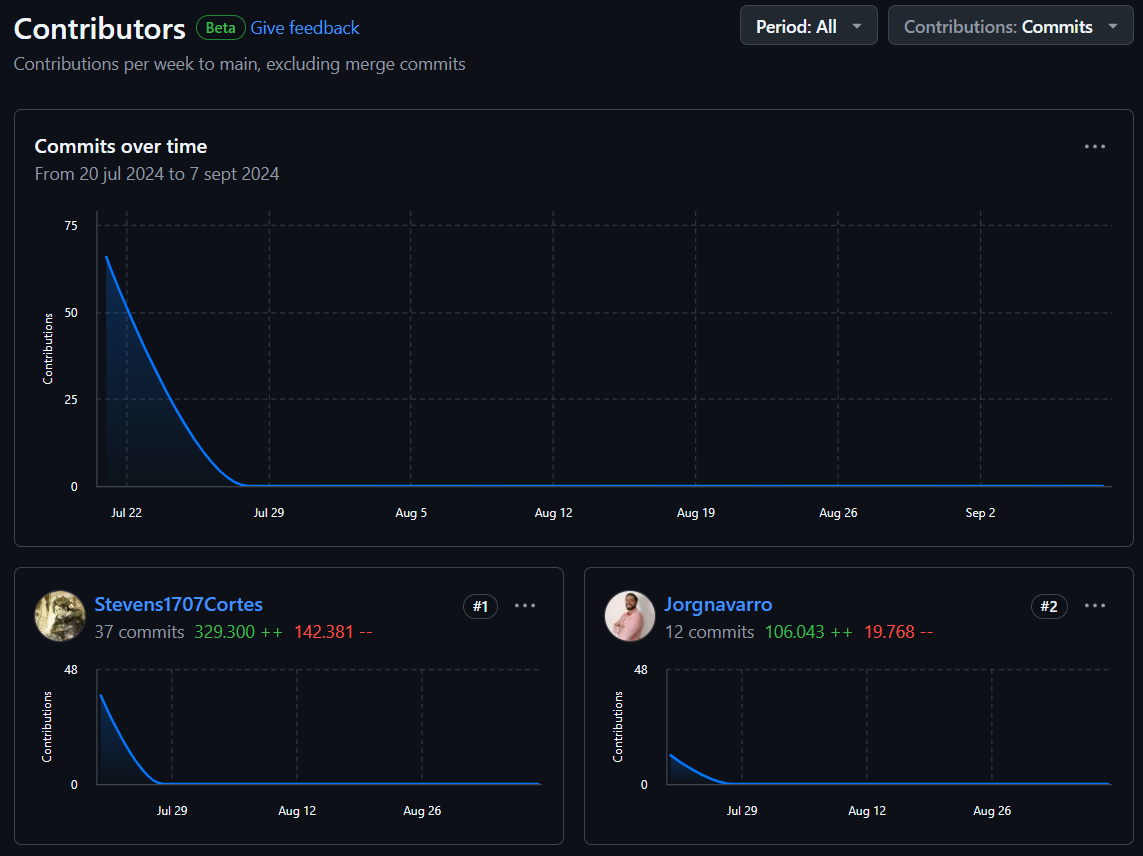 Contributors Beta Give feedback
Period: All
Contributions: Commits
Contributions per week to main, excluding merge commits
Commits over time
From 20 jul 2024 to 7 sept 2024
75
50
25
0
Contributions
Jul 22 Jul 29 Aug 5 Aug 12 Aug 19 Aug 26 Sep 2
Stevens1707Cortes #1
37 commits 329.300 ++ 142.381 --
48
Contributions
0
Jul 29 Aug 12 Aug 26
Jorgnavarro #2
12 commits 106.043 ++ 19.768 --
48
Contributions
0
Jul 29 Aug 12 Aug 26